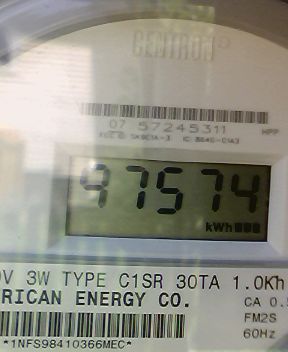 CENTRON
07 57245311 HPP
97574
kWh
V 3W TYPE C1SR 30TA 1.0Kh
RICAN ENERGY CO.
CA 0.5
FM2S
60Hz
*1NFS98410366MEC*